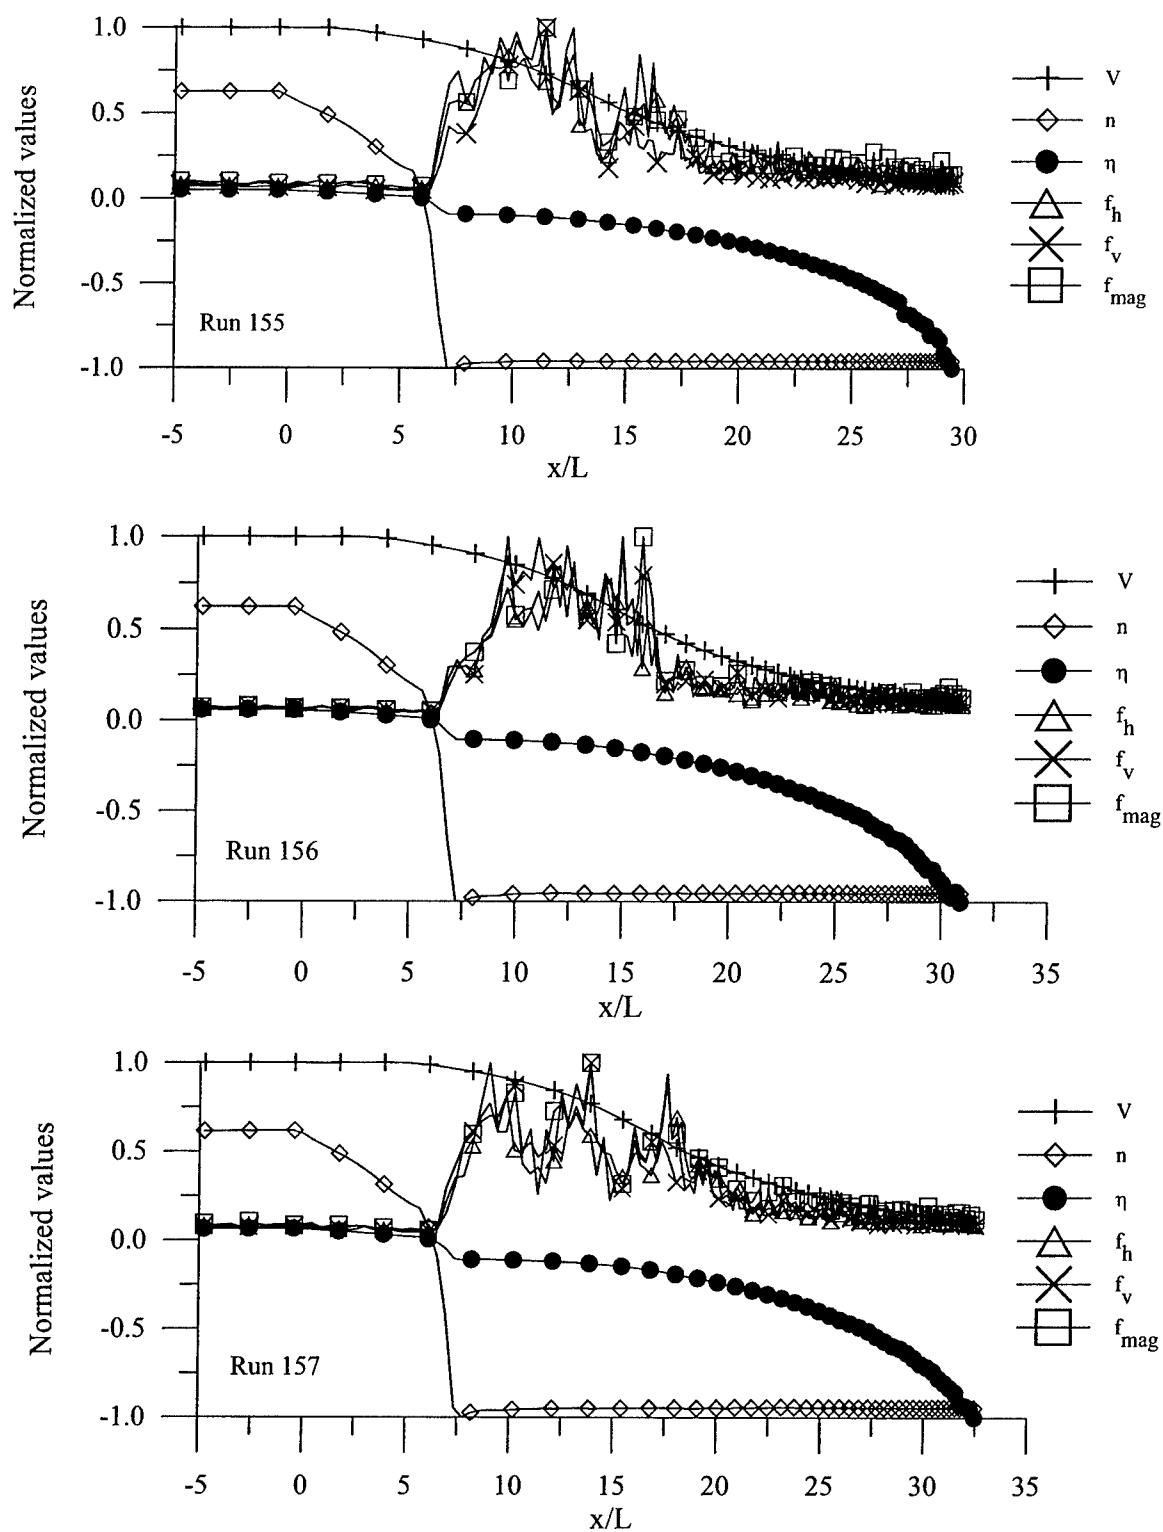 1.0
0.5
0.0
-0.5
-1.0
Normalized values
Run 155
-5 0 5 10 15 20 25 30
x/L
V
n
η
f_h
f_v
f_mag
1.0
0.5
0.0
-0.5
-1.0
Normalized values
Run 156
-5 0 5 10 15 20 25 30 35
x/L
V
n
η
f_h
f_v
f_mag
1.0
0.5
0.0
-0.5
-1.0
Normalized values
Run 157
-5 0 5 10 15 20 25 30 35
x/L
V
n
η
f_h
f_v
f_mag